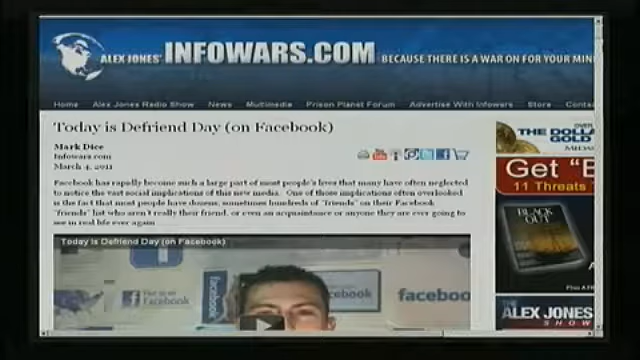 ALEX JONES' INFOWARS.COM BECAUSE THERE IS A WAR ON FOR YOUR MIN
Home Alex Jones Radio Show News Multimedia Prison Planet Forum Advertise With Infowars Store Conta
Today is Defriend Day (on Facebook)
Mark Dice
Infowars.com
March 4, 2011
Facebook has rapidly become such a large part of most people's lives that many have often neglected
to notice the vast social implications of this new media. One of those implications often overlooked
is the fact that most people have dozens; sometimes hundreds of "friends" on their Facebook
"friends" list who aren't really their friend, or even an acquaintance or anyone they are ever going to
see in real life ever again
Today is Defriend Day (on Facebook)
Facebook
facebook
cebook
facebo
OVER
THE DOLLA
GOLD
MEDAL
Get "B
11 Threats
BLACK
OUT
THE
ALEX JONES
SHOW